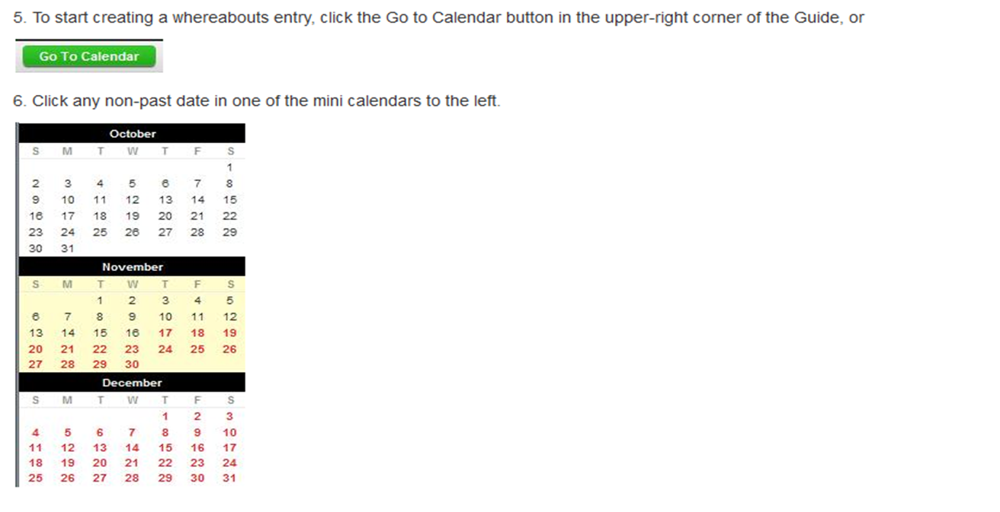 5. To start creating a whereabouts entry, click the Go to Calendar button in the upper-right corner of the Guide, or
Go To Calendar
6. Click any non-past date in one of the mini calendars to the left.
October
S M T W T F S
1
2 3 4 5 6 7 8
9 10 11 12 13 14 15
16 17 18 19 20 21 22
23 24 25 26 27 28 29
30 31
November
S M T W T F S
1 2 3 4 5
6 7 8 9 10 11 12
13 14 15 16 17 18 19
20 21 22 23 24 25 26
27 28 29 30
December
S M T W T F S
1 2 3
4 5 6 7 8 9 10
11 12 13 14 15 16 17
18 19 20 21 22 23 24
25 26 27 28 29 30 31